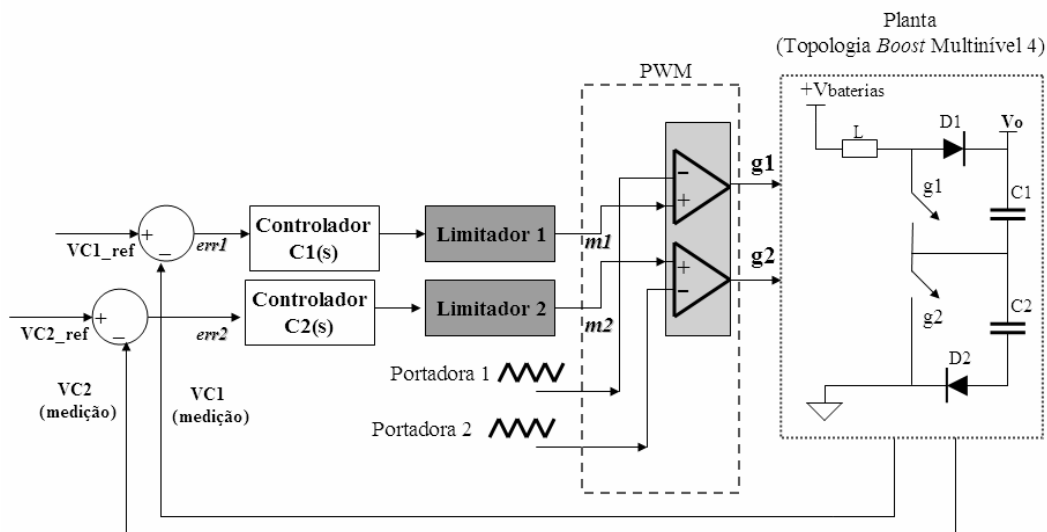 Planta
(Topologia Boost Multinível 4)
PWM
+Vbaterias
L
D1
Vo
g1
C1
g2
C2
D2
g1
g2
VC1_ref
+
−
err1
Controlador
C1(s)
Limitador 1
m1
−
+
VC2_ref
+
−
err2
Controlador
C2(s)
Limitador 2
m2
+
−
VC2
(medição)
VC1
(medição)
Portadora 1
Portadora 2